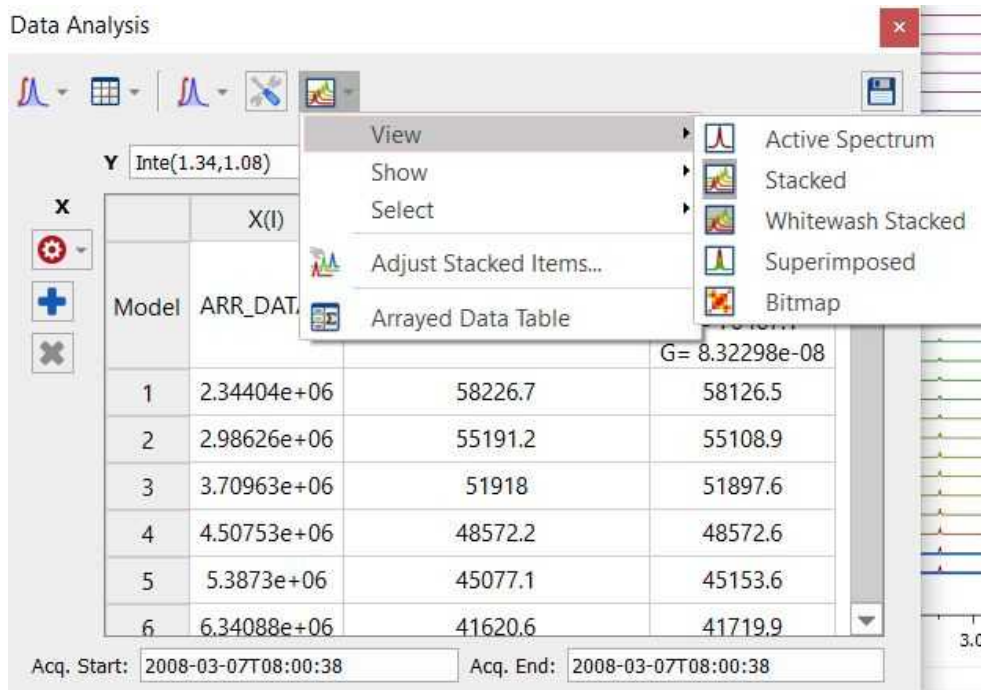 Data Analysis
View
Show
Select
Adjust Stacked Items...
Arrayed Data Table
Active Spectrum
Stacked
Whitewash Stacked
Superimposed
Bitmap
Y Inte(1.34,1.08)
X
X(I)
Model ARR_DAT
G= 8.32298e-08
1 2.34404e+06 58226.7 58126.5
2 2.98626e+06 55191.2 55108.9
3 3.70963e+06 51918 51897.6
4 4.50753e+06 48572.2 48572.6
5 5.3873e+06 45077.1 45153.6
6 6.34088e+06 41620.6 41719.9
Acq. Start: 2008-03-07T08:00:38 Acq. End: 2008-03-07T08:00:38